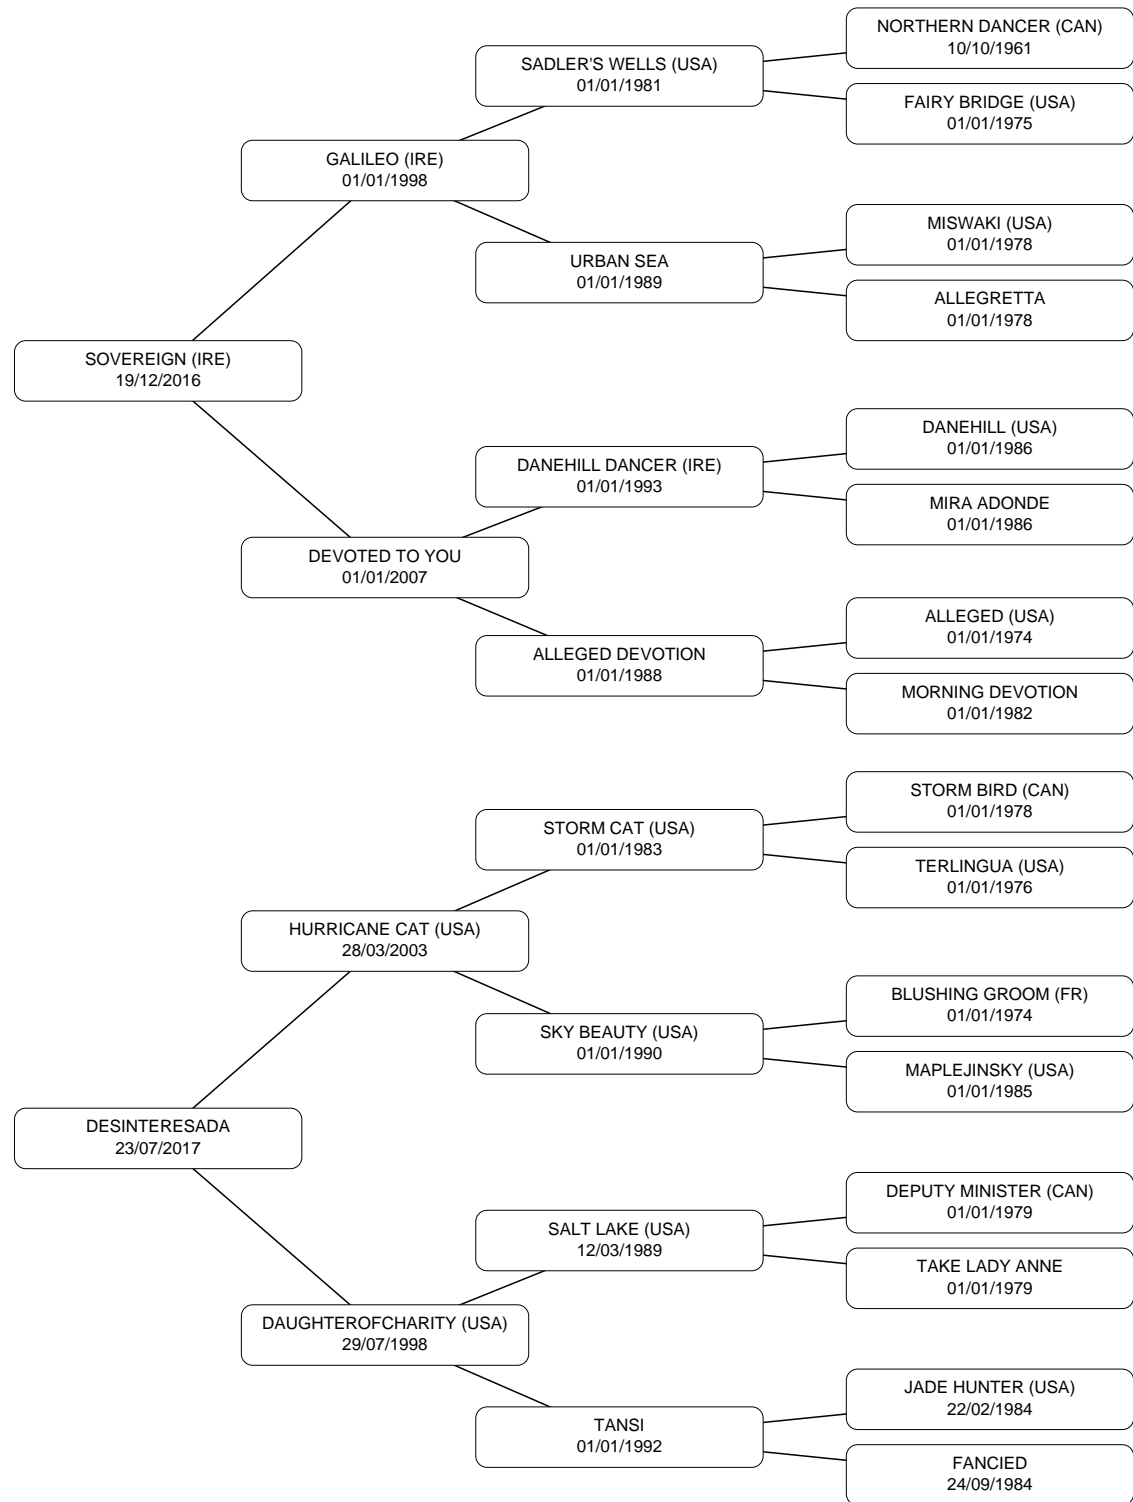 NORTHERN DANCER (CAN)
10/10/1961
SADLER'S WELLS (USA)
01/01/1981
FAIRY BRIDGE (USA)
01/01/1975
GALILEO (IRE)
01/01/1998
MISWAKI (USA)
01/01/1978
URBAN SEA
01/01/1989
ALLEGRETTA
01/01/1978
SOVEREIGN (IRE)
19/12/2016
DANEHILL (USA)
01/01/1986
DANEHILL DANCER (IRE)
01/01/1993
MIRA ADONDE
01/01/1986
DEVOTED TO YOU
01/01/2007
ALLEGED (USA)
01/01/1974
ALLEGED DEVOTION
01/01/1988
MORNING DEVOTION
01/01/1982
STORM BIRD (CAN)
01/01/1978
STORM CAT (USA)
01/01/1983
TERLINGUA (USA)
01/01/1976
HURRICANE CAT (USA)
28/03/2003
BLUSHING GROOM (FR)
01/01/1974
SKY BEAUTY (USA)
01/01/1990
MAPLEJINSKY (USA)
01/01/1985
DESINTERESADA
23/07/2017
DEPUTY MINISTER (CAN)
01/01/1979
SALT LAKE (USA)
12/03/1989
TAKE LADY ANNE
01/01/1979
DAUGHTEROFCHARITY (USA)
29/07/1998
JADE HUNTER (USA)
22/02/1984
TANSI
01/01/1992
FANCIED
24/09/1984